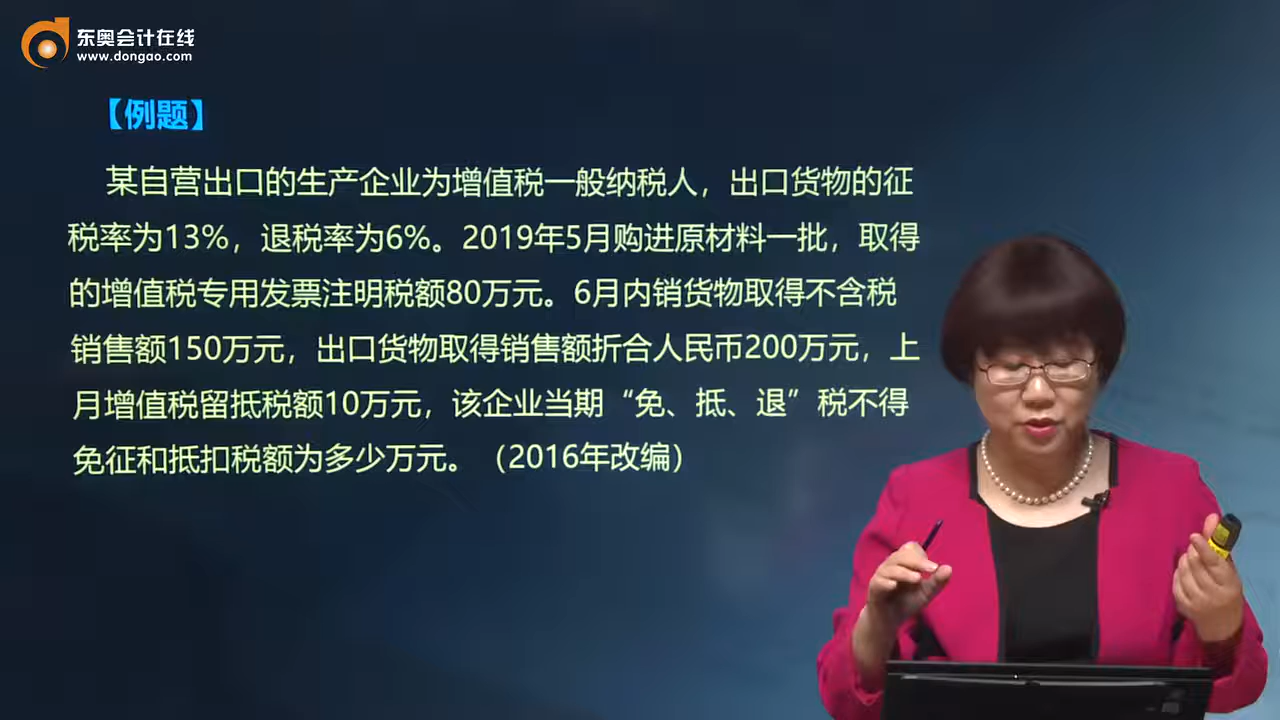 东奥会计在线
www.dongao.com
【例题】
某自营出口的生产企业为增值税一般纳税人，出口货物的征
税率为13%，退税率为6%。2019年5月购进原材料一批，取得
的增值税专用发票注明税额80万元。6月内销货物取得不含税
销售额150万元，出口货物取得销售额折合人民币200万元，上
月增值税留抵税额10万元，该企业当期“免、抵、退”税不得
免征和抵扣税额为多少万元。（2016年改编）